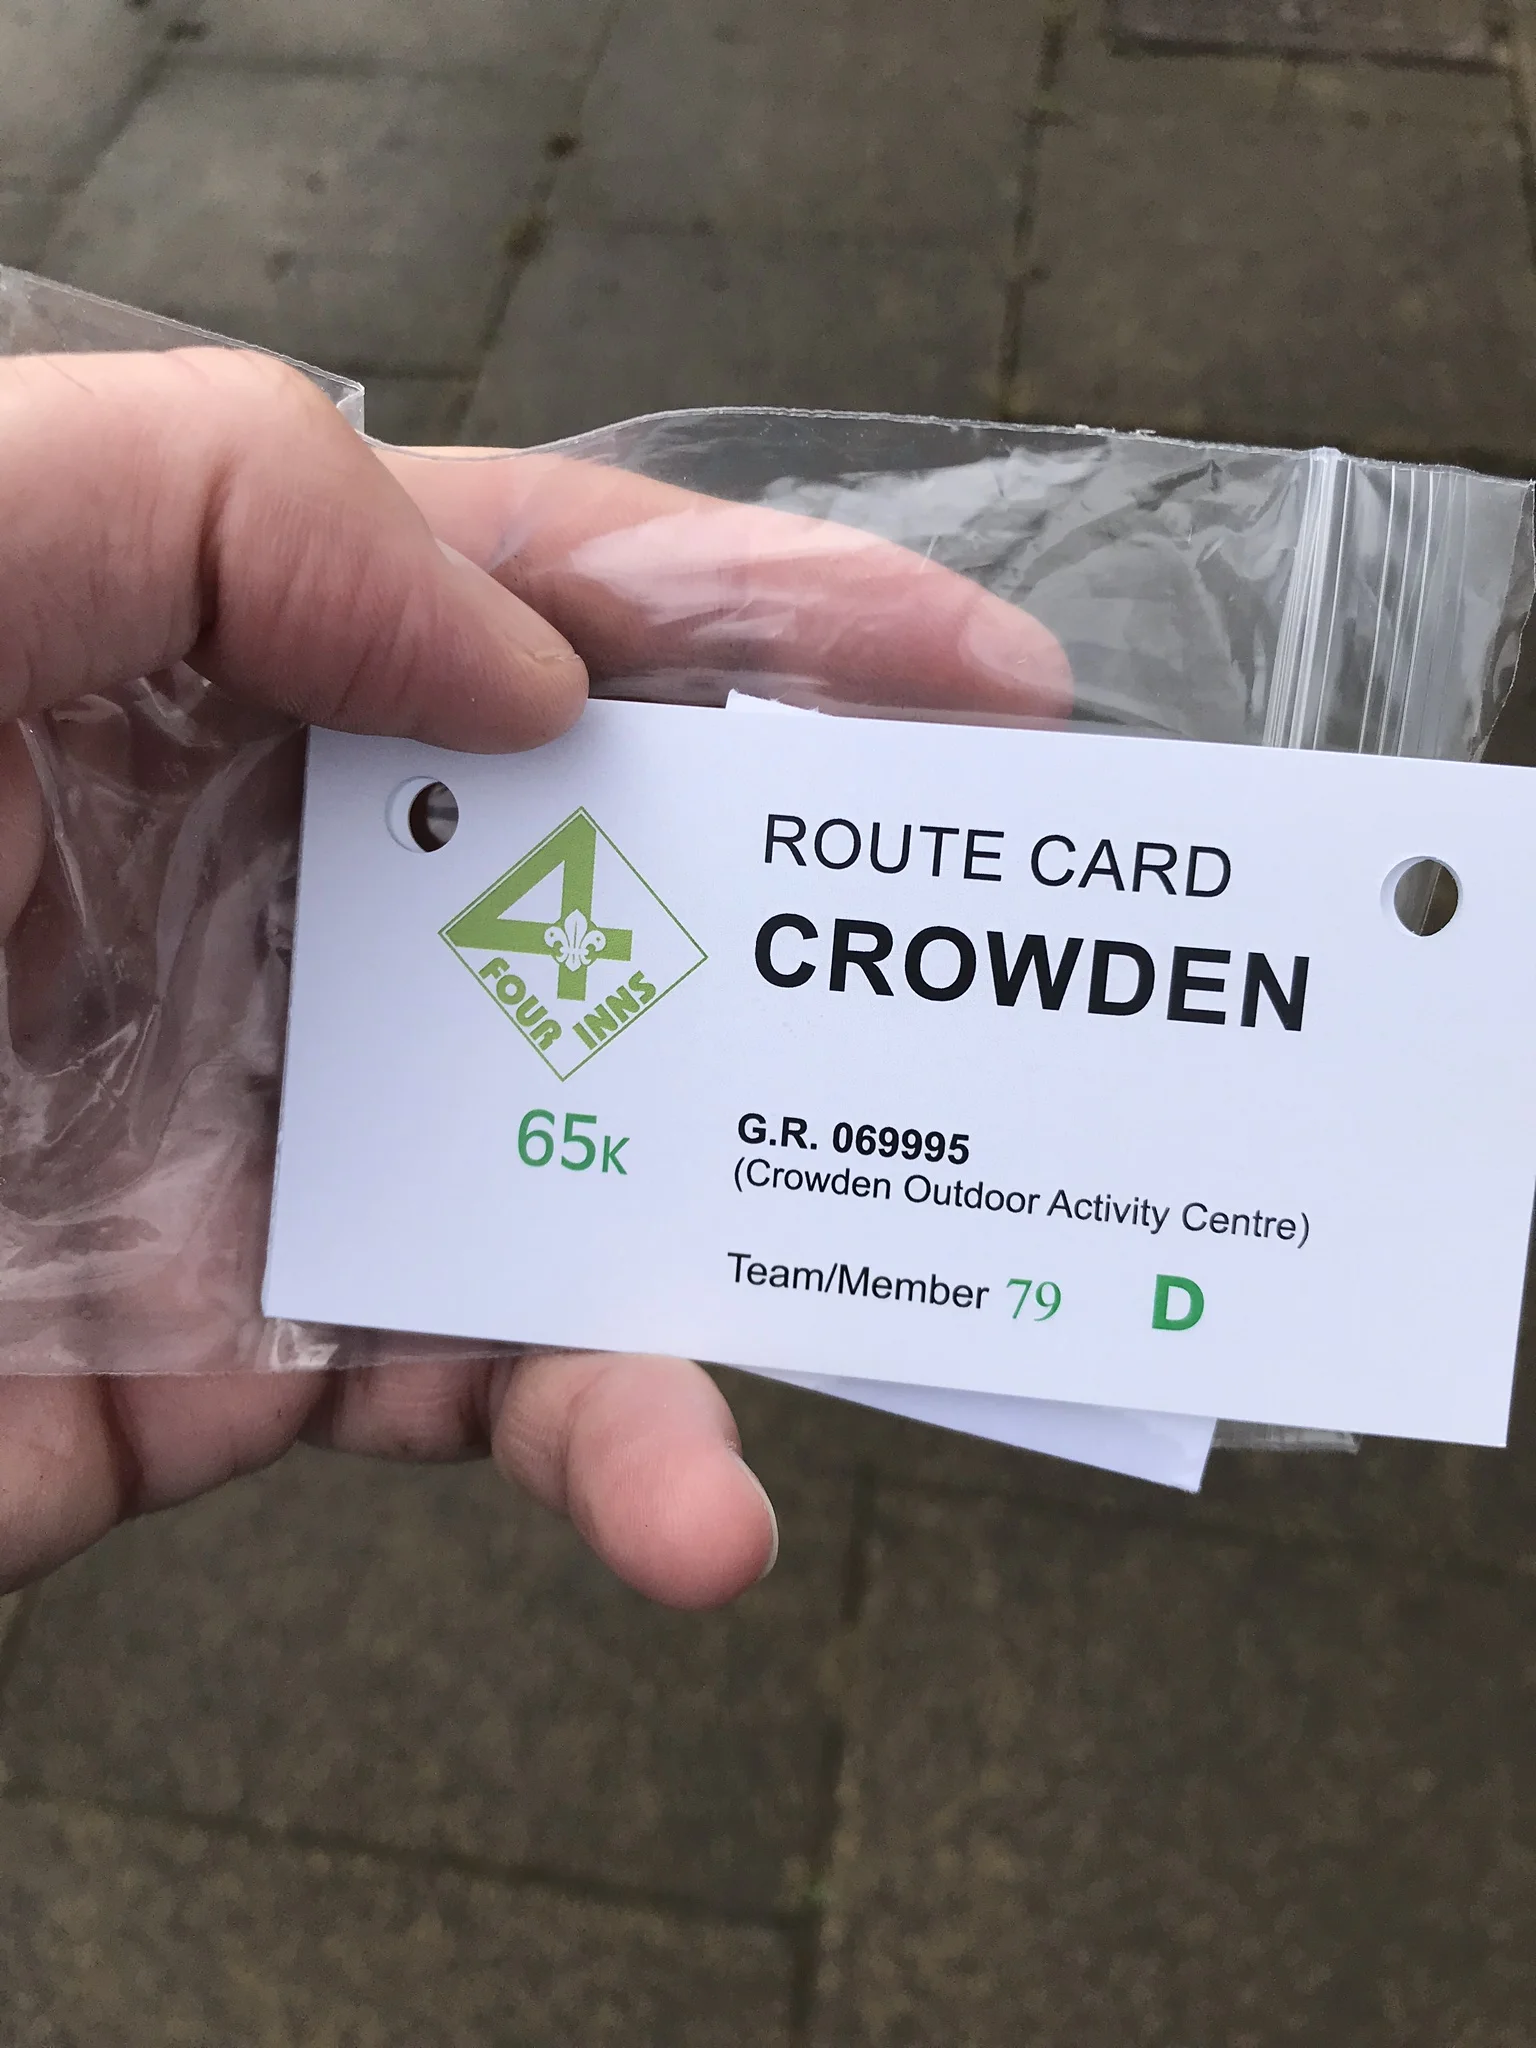 4
FOUR INNS
65K
ROUTE CARD
CROWDEN
G.R. 069995
(Crowden Outdoor Activity Centre)
Team/Member 79 D